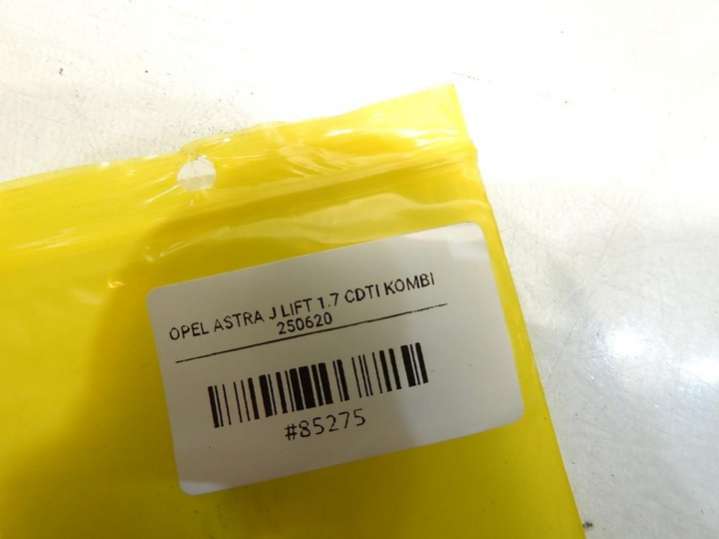 OPEL ASTRA J LIFT 1.7 CDTI KOMBI
250620
#85275